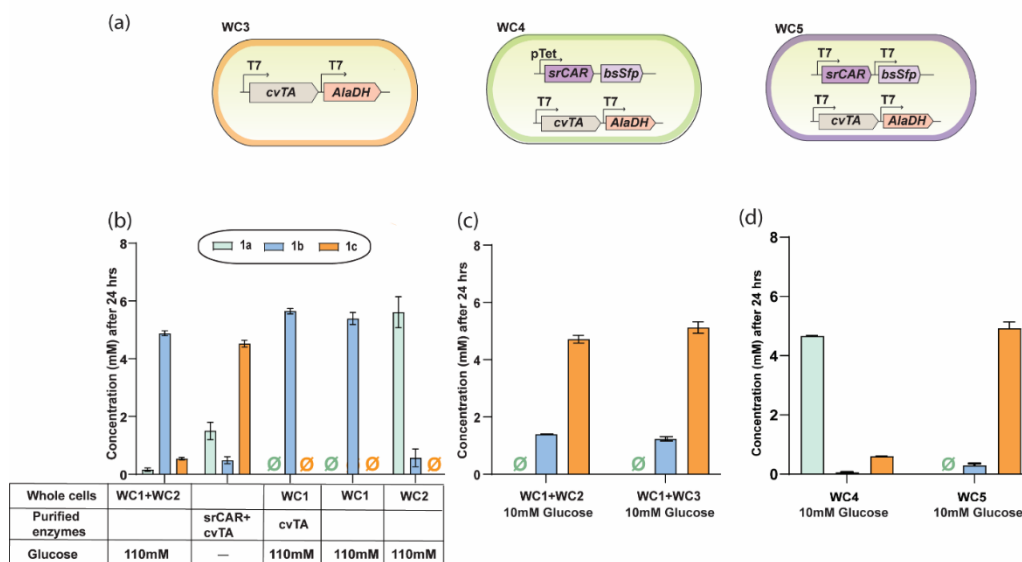 (a)
WC3
T7
T7
cvTA
AlaDH
WC4
pTet
srCAR
bsSfp
T7
T7
cvTA
AlaDH
WC5
T7
T7
srCAR
bsSfp
T7
T7
cvTA
AlaDH
(b)
1a 1b 1c
Concentration (mM) after 24 hrs
8
6
4
2
0
Ø Ø Ø Ø Ø
Whole cells WC1+WC2 WC1 WC1 WC2
Purified enzymes srCAR+ cvTA cvTA
Glucose 110mM — 110mM 110mM 110mM
(c)
Concentration (mM) after 24 hrs
8
6
4
2
0
Ø Ø
WC1+WC2 WC1+WC3
10mM Glucose 10mM Glucose
(d)
Concentration (mM) after 24 hrs
8
6
4
2
0
Ø
WC4 WC5
10mM Glucose 10mM Glucose